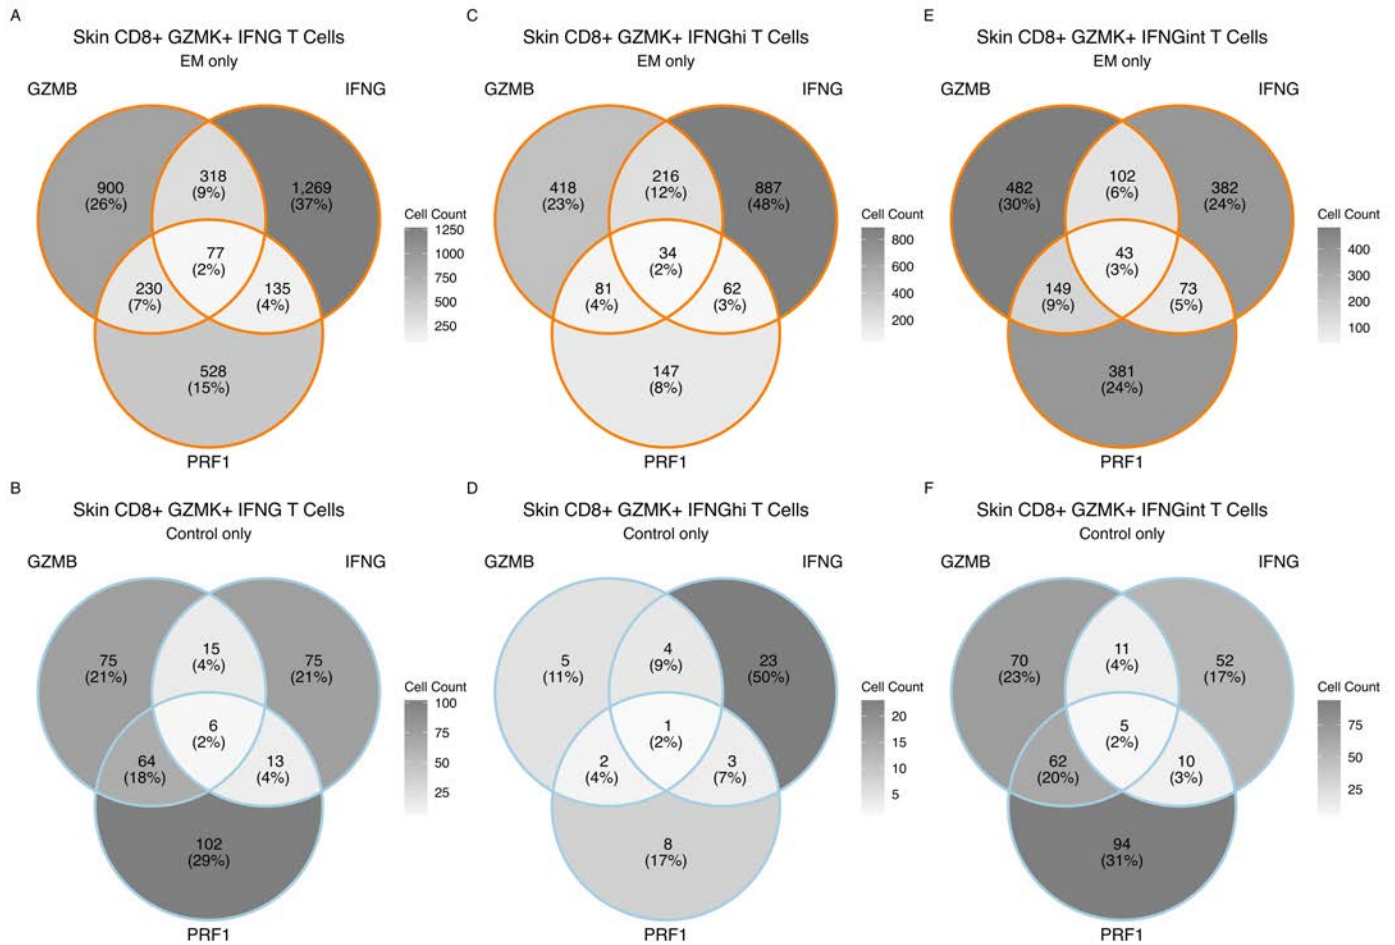 A
Skin CD8+ GZMK+ IFNG T Cells
EM only
GZMB
IFNG
900
(26%)
318
(9%)
1,269
(37%)
77
(2%)
230
(7%)
135
(4%)
528
(15%)
PRF1
Cell Count
1250
1000
750
500
250
C
Skin CD8+ GZMK+ IFNGhi T Cells
EM only
GZMB
IFNG
418
(23%)
216
(12%)
887
(48%)
34
(2%)
81
(4%)
62
(3%)
147
(8%)
PRF1
Cell Count
800
600
400
200
E
Skin CD8+ GZMK+ IFNGint T Cells
EM only
GZMB
IFNG
482
(30%)
102
(6%)
382
(24%)
43
(3%)
149
(9%)
73
(5%)
381
(24%)
PRF1
Cell Count
400
300
200
100
B
Skin CD8+ GZMK+ IFNG T Cells
Control only
GZMB
IFNG
75
(21%)
15
(4%)
75
(21%)
6
(2%)
64
(18%)
13
(4%)
102
(29%)
PRF1
Cell Count
100
75
50
25
D
Skin CD8+ GZMK+ IFNGhi T Cells
Control only
GZMB
IFNG
5
(11%)
4
(9%)
23
(50%)
1
(2%)
2
(4%)
3
(7%)
8
(17%)
PRF1
Cell Count
20
15
10
5
F
Skin CD8+ GZMK+ IFNGint T Cells
Control only
GZMB
IFNG
70
(23%)
11
(4%)
52
(17%)
5
(2%)
62
(20%)
10
(3%)
94
(31%)
PRF1
Cell Count
75
50
25